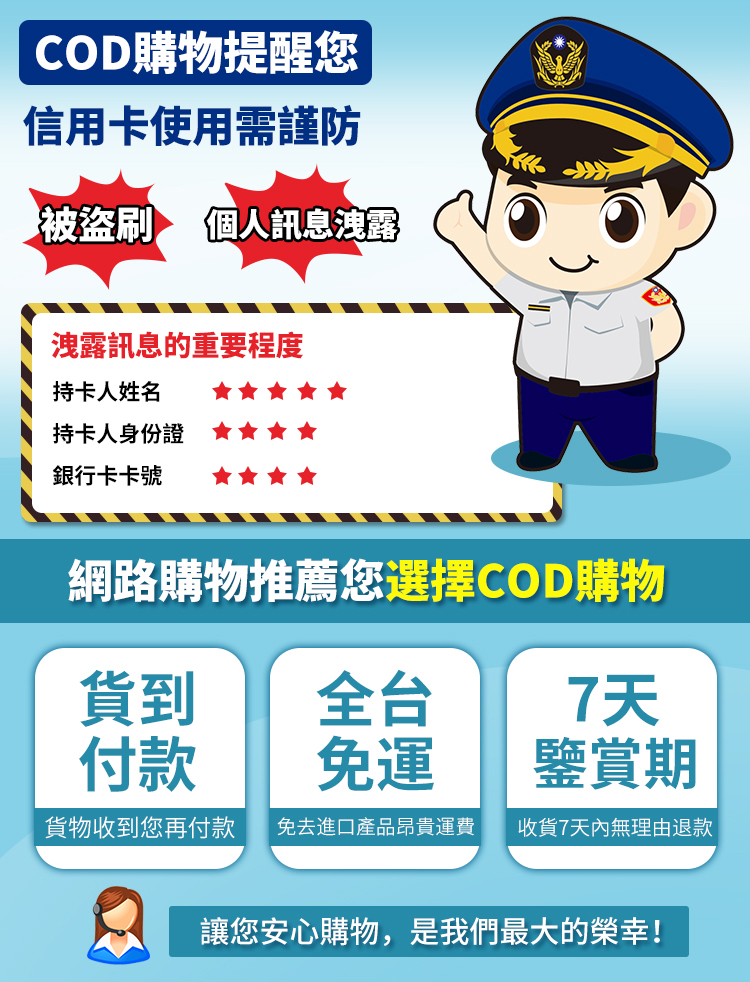 COD購物提醒您
信用卡使用需謹防
被盜刷 個人訊息洩露
洩露訊息的重要程度
持卡人姓名 ★★★★★
持卡人身份證 ★★★★
銀行卡卡號 ★★★★
網路購物推薦您選擇COD購物
貨到
付款
貨物收到您再付款
全台
免運
免去進口產品昂貴運費
7天
鑒賞期
收貨7天內無理由退款
讓您安心購物，是我們最大的榮幸！